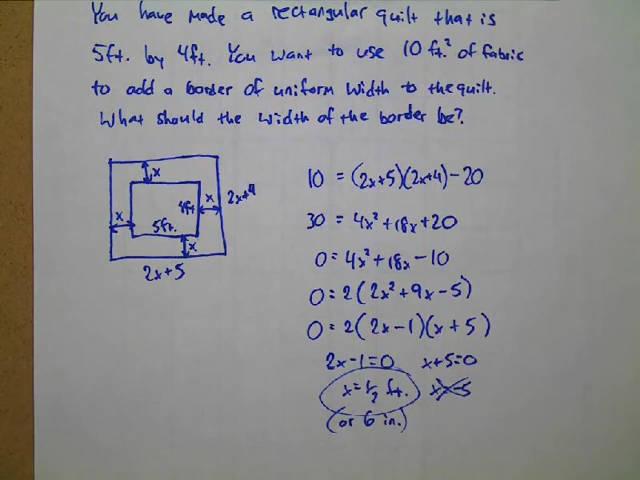 You have made a rectangular quilt that is
5ft. by 4ft. You want to use 10 ft.² of fabric
to add a border of uniform width to the quilt.
What should the width of the border be?
x
2x+4
4ft
x
x
5ft.
x
2x+5
10 = (2x+5)(2x+4)-20
30 = 4x²+18x+20
0 = 4x²+18x-10
0 = 2(2x²+9x-5)
0 = 2(2x-1)(x+5)
2x-1=0 x+5=0
x=1/2 ft. x=-5
(or 6 in.)